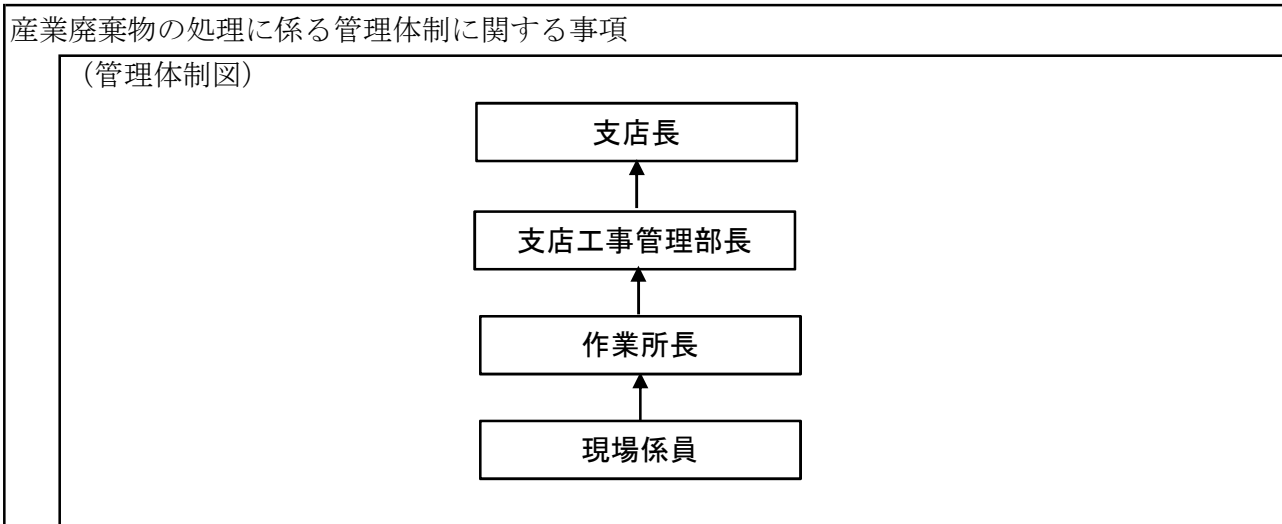 産業廃棄物の処理に係る管理体制に関する事項
（管理体制図）
支店長
支店工事管理部長
作業所長
現場係員